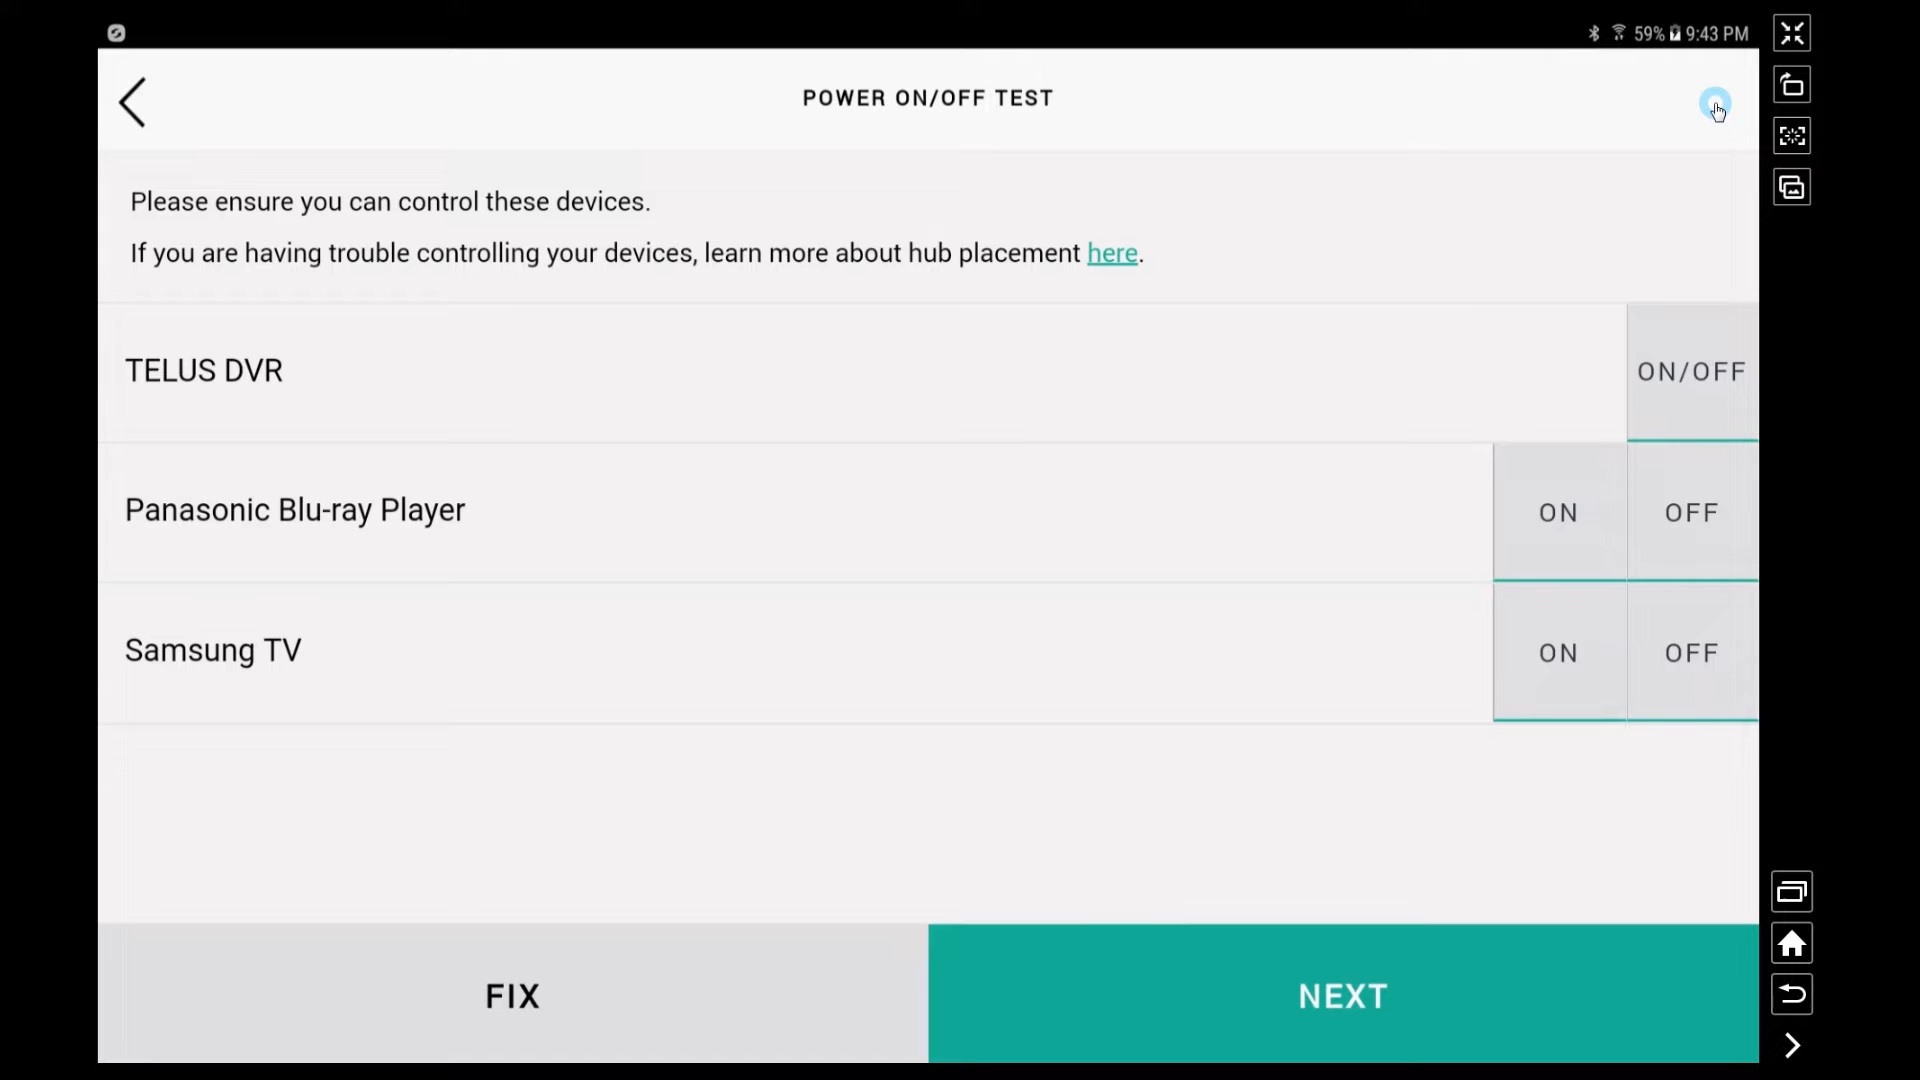 59% 9:43 PM
POWER ON/OFF TEST
Please ensure you can control these devices.
If you are having trouble controlling your devices, learn more about hub placement here.
TELUS DVR
ON/OFF
Panasonic Blu-ray Player
ON
OFF
Samsung TV
ON
OFF
FIX
NEXT